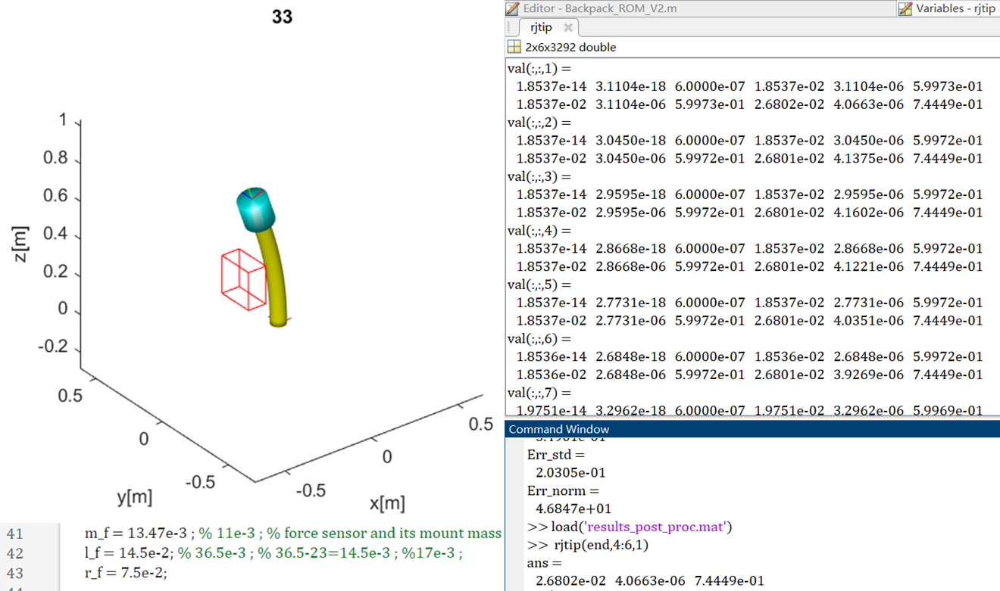 33
1
0.8
0.6
0.4
0.2
0
-0.2
z[m]
0.5
0
-0.5
y[m]
-0.5
0
0.5
x[m]
41 m_f = 13.47e-3 ; % 11e-3 ; % force sensor and its mount mass
42 l_f = 14.5e-2; % 36.5e-3 ; % 36.5-23=14.5e-3 ; %17e-3 ;
43 r_f = 7.5e-2;
Editor - Backpack_ROM_V2.m
Variables - rjtip
rjtip
2x6x3292 double
val(:,:,1) =
1.8537e-14 3.1104e-18 6.0000e-07 1.8537e-02 3.1104e-06 5.9973e-01
1.8537e-02 3.1104e-06 5.9973e-01 2.6802e-02 4.0663e-06 7.4449e-01
val(:,:,2) =
1.8537e-14 3.0450e-18 6.0000e-07 1.8537e-02 3.0450e-06 5.9972e-01
1.8537e-02 3.0450e-06 5.9972e-01 2.6801e-02 4.1375e-06 7.4449e-01
val(:,:,3) =
1.8537e-14 2.9595e-18 6.0000e-07 1.8537e-02 2.9595e-06 5.9972e-01
1.8537e-02 2.9595e-06 5.9972e-01 2.6801e-02 4.1602e-06 7.4449e-01
val(:,:,4) =
1.8537e-14 2.8668e-18 6.0000e-07 1.8537e-02 2.8668e-06 5.9972e-01
1.8537e-02 2.8668e-06 5.9972e-01 2.6801e-02 4.1221e-06 7.4449e-01
val(:,:,5) =
1.8537e-14 2.7731e-18 6.0000e-07 1.8537e-02 2.7731e-06 5.9972e-01
1.8537e-02 2.7731e-06 5.9972e-01 2.6801e-02 4.0351e-06 7.4449e-01
val(:,:,6) =
1.8536e-14 2.6848e-18 6.0000e-07 1.8536e-02 2.6848e-06 5.9972e-01
1.8536e-02 2.6848e-06 5.9972e-01 2.6801e-02 3.9269e-06 7.4449e-01
val(:,:,7) =
1.9751e-14 3.2962e-18 6.0000e-07 1.9751e-02 3.2962e-06 5.9969e-01
Command Window
Err_std =
2.0305e-01
Err_norm =
4.6847e+01
>> load('results_post_proc.mat')
>> rjtip(end,4:6,1)
ans =
2.6802e-02 4.0663e-06 7.4449e-01